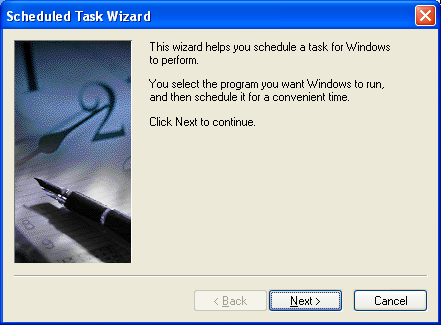 Scheduled Task Wizard
This wizard helps you schedule a task for Windows
to perform.
You select the program you want Windows to run,
and then schedule it for a convenient time.
Click Next to continue.
2
< Back
Next >
Cancel